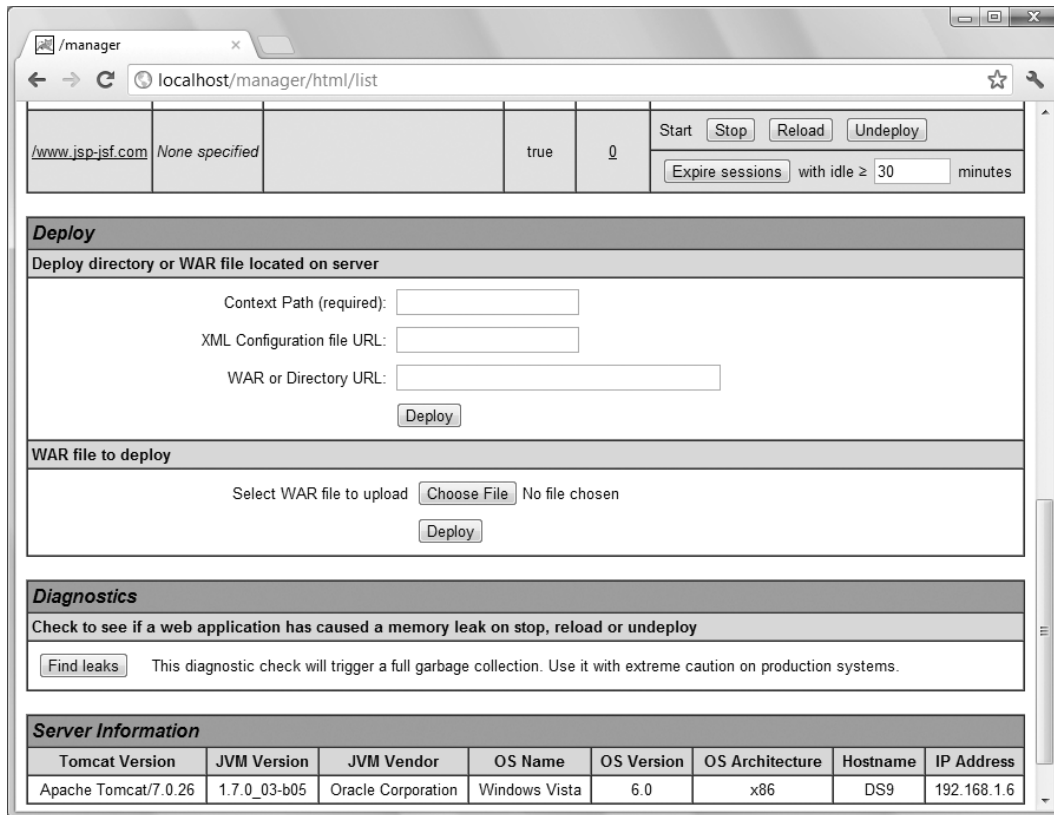 /manager
localhost/manager/html/list
/www.jsp-jsf.com None specified true 0 Start Stop Reload Undeploy
Expire sessions with idle ≥ 30 minutes
Deploy
Deploy directory or WAR file located on server
Context Path (required):
XML Configuration file URL:
WAR or Directory URL:
Deploy
WAR file to deploy
Select WAR file to upload Choose File No file chosen
Deploy
Diagnostics
Check to see if a web application has caused a memory leak on stop, reload or undeploy
Find leaks This diagnostic check will trigger a full garbage collection. Use it with extreme caution on production systems.
Server Information
Tomcat Version JVM Version JVM Vendor OS Name OS Version OS Architecture Hostname IP Address
Apache Tomcat/7.0.26 1.7.0_03-b05 Oracle Corporation Windows Vista 6.0 x86 DS9 192.168.1.6